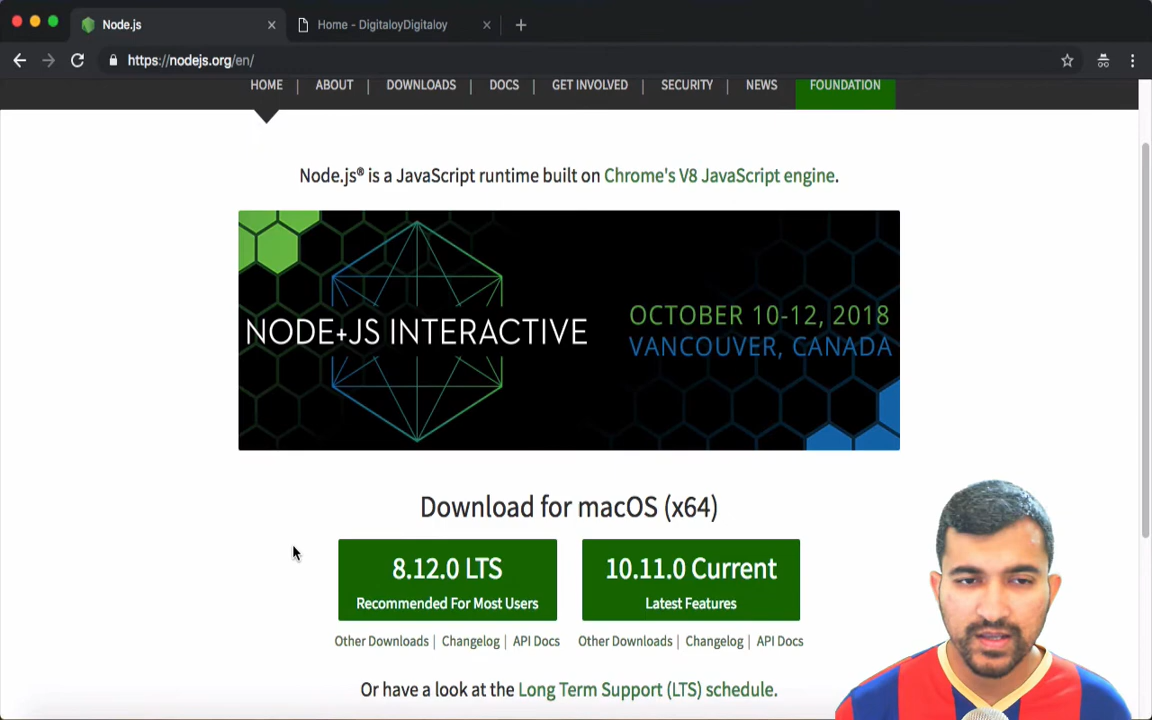 Node.js
Home - DigitaloyDigitaloy
https://nodejs.org/en/
HOME | ABOUT | DOWNLOADS | DOCS | GET INVOLVED | SECURITY | NEWS FOUNDATION
Node.js® is a JavaScript runtime built on Chrome's V8 JavaScript engine.
NODE+JS INTERACTIVE
OCTOBER 10-12, 2018
VANCOUVER, CANADA
Download for macOS (x64)
8.12.0 LTS
Recommended For Most Users
Other Downloads | Changelog | API Docs
10.11.0 Current
Latest Features
Other Downloads | Changelog | API Docs
Or have a look at the Long Term Support (LTS) schedule.